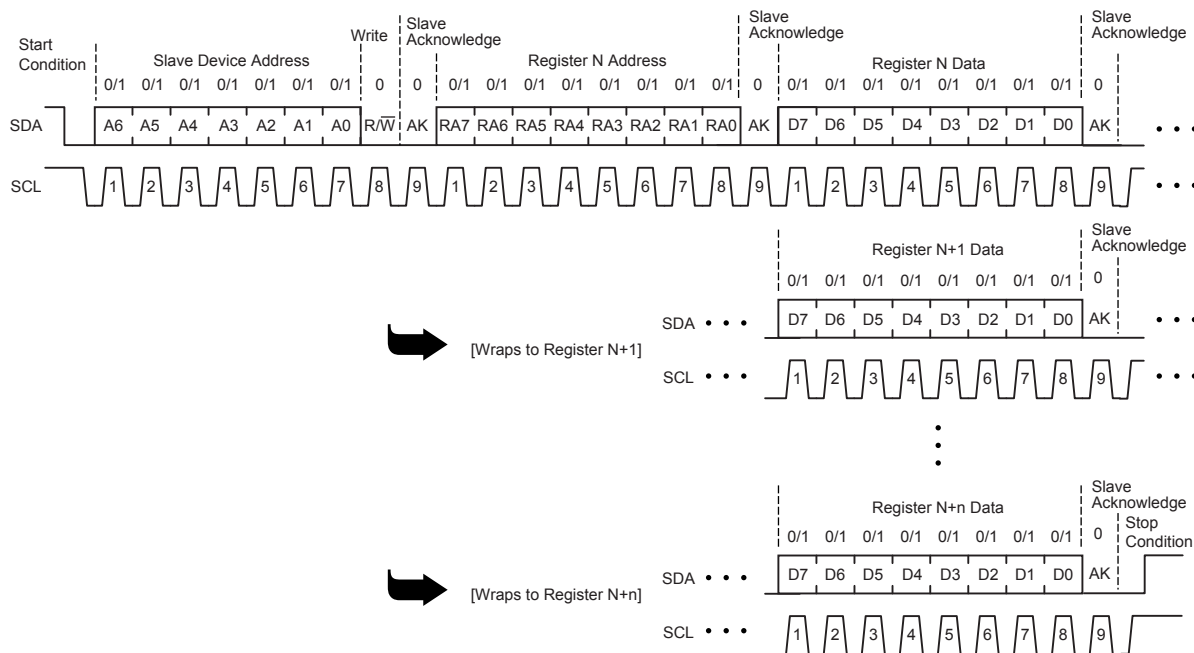 Start Condition
Slave Device Address
Write
Slave Acknowledge
Register N Address
Slave Acknowledge
Register N Data
Slave Acknowledge
0/1 0/1 0/1 0/1 0/1 0/1 0/1 0 0 0/1 0/1 0/1 0/1 0/1 0/1 0/1 0/1 0 0/1 0/1 0/1 0/1 0/1 0/1 0/1 0/1 0
SDA A6 A5 A4 A3 A2 A1 A0 R/W̅ AK RA7 RA6 RA5 RA4 RA3 RA2 RA1 RA0 AK D7 D6 D5 D4 D3 D2 D1 D0 AK • • •
SCL 1 2 3 4 5 6 7 8 9 1 2 3 4 5 6 7 8 9 1 2 3 4 5 6 7 8 9 • • •
Register N+1 Data
Slave Acknowledge
0/1 0/1 0/1 0/1 0/1 0/1 0/1 0/1 0
SDA • • • D7 D6 D5 D4 D3 D2 D1 D0 AK • • •
[Wraps to Register N+1]
SCL • • • 1 2 3 4 5 6 7 8 9 • • •
Register N+n Data
Slave Acknowledge
Stop Condition
0/1 0/1 0/1 0/1 0/1 0/1 0/1 0/1 0
SDA • • • D7 D6 D5 D4 D3 D2 D1 D0 AK
[Wraps to Register N+n]
SCL • • • 1 2 3 4 5 6 7 8 9